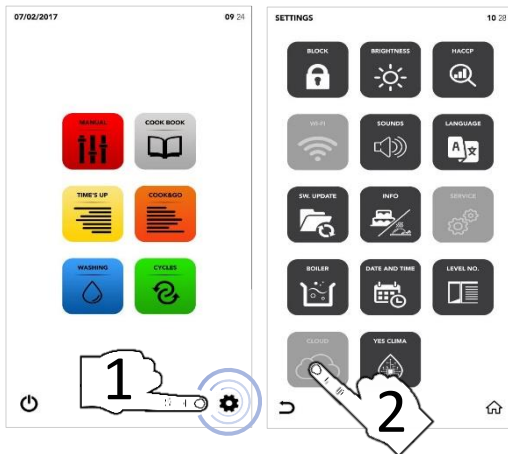 07/02/2017 09 24
MANUAL COOK BOOK
TIME'S UP COOK&GO
WASHING CYCLES
1
SETTINGS 10 28
BLOCK BRIGHTNESS HACCP
WI-FI SOUNDS LANGUAGE
A
SW. UPDATE INFO SERVICE
BOILER DATE AND TIME LEVEL NO.
CLOUD YES CLIMA
2